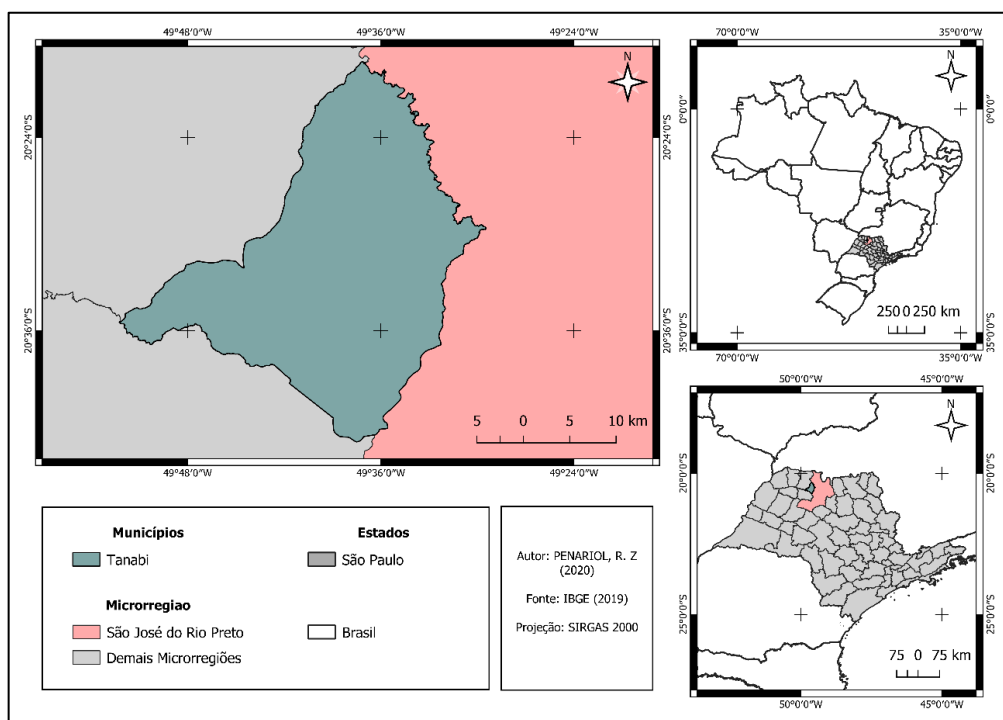 49°48'0"W 49°36'0"W 49°24'0"W
N
20°24'0"S 20°24'0"S
20°36'0"S 20°36'0"S
5 0 5 10 km
49°48'0"W 49°36'0"W 49°24'0"W
70°0'0"W 35°0'0"W
N
0°0'0" 0°0'0"
250 0 250 km
35°0'0"S 35°0'0"S
70°0'0"W 35°0'0"W
50°0'0"W 45°0'0"W
N
20°0'0"S 20°0'0"S
25°0'0"S 25°0'0"S
75 0 75 km
50°0'0"W 45°0'0"W
Municípios
Tanabi
Microrregiao
São José do Rio Preto
Demais Microrregiões
Estados
São Paulo
Brasil
Autor: PENARIOL, R. Z
(2020)
Fonte: IBGE (2019)
Projeção: SIRGAS 2000